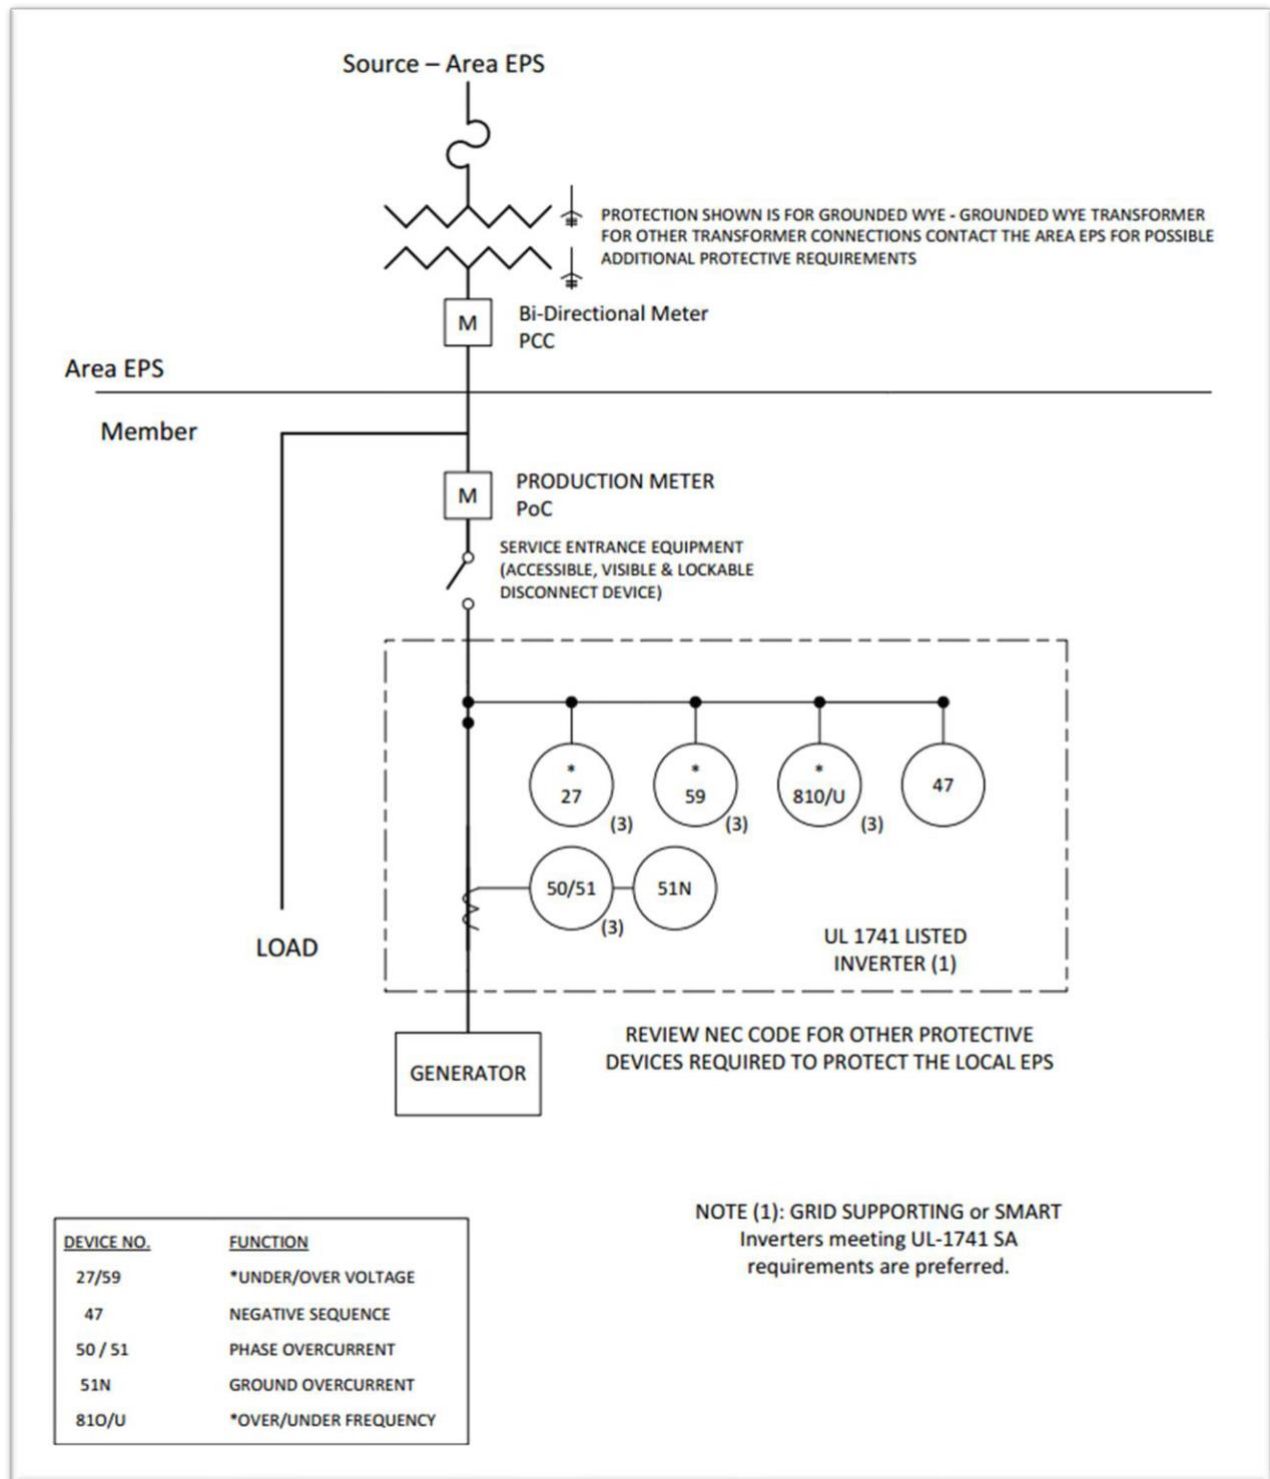 Source – Area EPS
PROTECTION SHOWN IS FOR GROUNDED WYE - GROUNDED WYE TRANSFORMER
FOR OTHER TRANSFORMER CONNECTIONS CONTACT THE AREA EPS FOR POSSIBLE
ADDITIONAL PROTECTIVE REQUIREMENTS
M
Bi-Directional Meter
PCC
Area EPS
Member
M
PRODUCTION METER
PoC
SERVICE ENTRANCE EQUIPMENT
(ACCESSIBLE, VISIBLE & LOCKABLE
DISCONNECT DEVICE)
* 
27
(3)
*
59
(3)
*
810/U
(3)
47
50/51
(3)
51N
LOAD
UL 1741 LISTED
INVERTER (1)
GENERATOR
REVIEW NEC CODE FOR OTHER PROTECTIVE
DEVICES REQUIRED TO PROTECT THE LOCAL EPS
NOTE (1): GRID SUPPORTING or SMART
Inverters meeting UL-1741 SA
requirements are preferred.
DEVICE NO. FUNCTION
27/59 *UNDER/OVER VOLTAGE
47 NEGATIVE SEQUENCE
50 / 51 PHASE OVERCURRENT
51N GROUND OVERCURRENT
81O/U *OVER/UNDER FREQUENCY